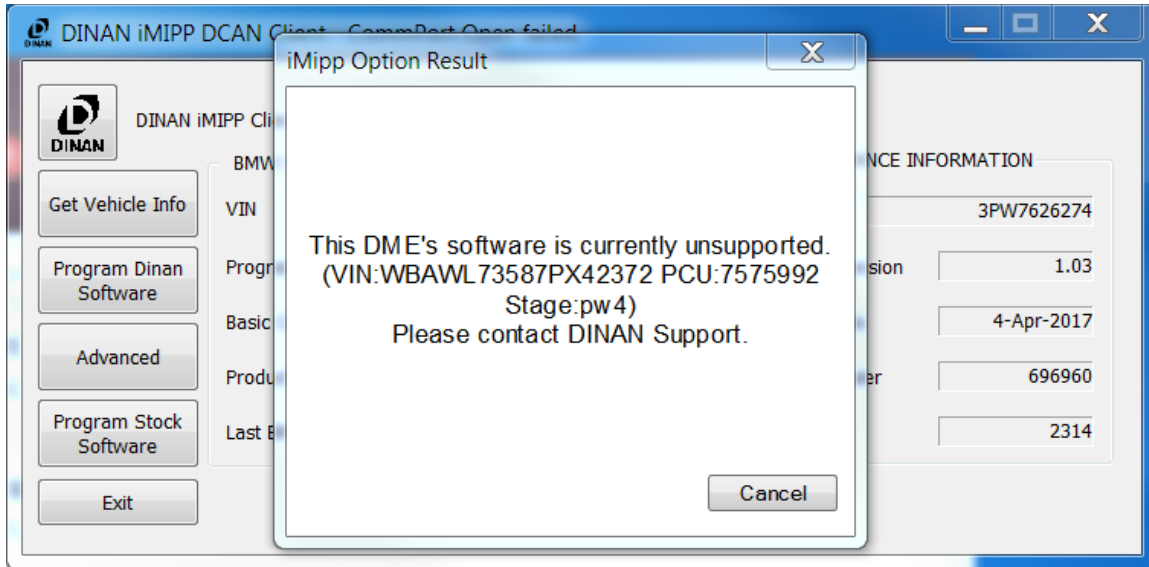 DINAN iMIPP DCAN Client - CommPort Open failed
iMipp Option Result
DINAN
DINAN iMIPP Cli
BMW
NCE INFORMATION
Get Vehicle Info
VIN
3PW7626274
This DME's software is currently unsupported.
(VIN:WBAWL73587PX42372 PCU:7575992
Stage:pw4)
Please contact DINAN Support.
Program Dinan
Software
Progr
sion
1.03
Basic
4-Apr-2017
Advanced
Produ
er
696960
Program Stock
Software
Last E
2314
Cancel
Exit